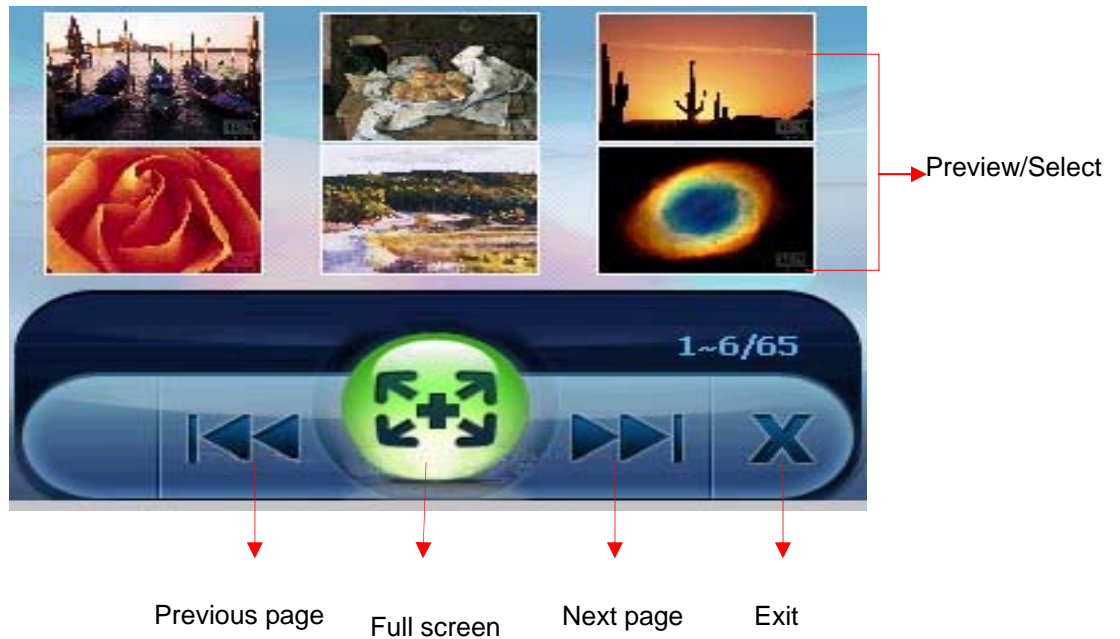 Preview/Select
1~6/65
X
Previous page
Full screen
Next page
Exit